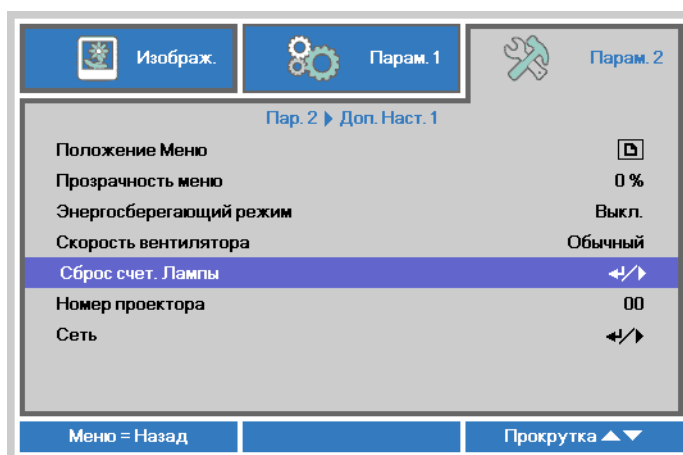 Изображ. Парам. 1 Парам. 2
Пар. 2 Доп. Наст. 1
Положение Меню
Прозрачность меню 0 %
Энергосберегающий режим Выкл.
Скорость вентилятора Обычный
Сброс счет. Лампы
Номер проектора 00
Сеть
Меню = Назад Прокрутка